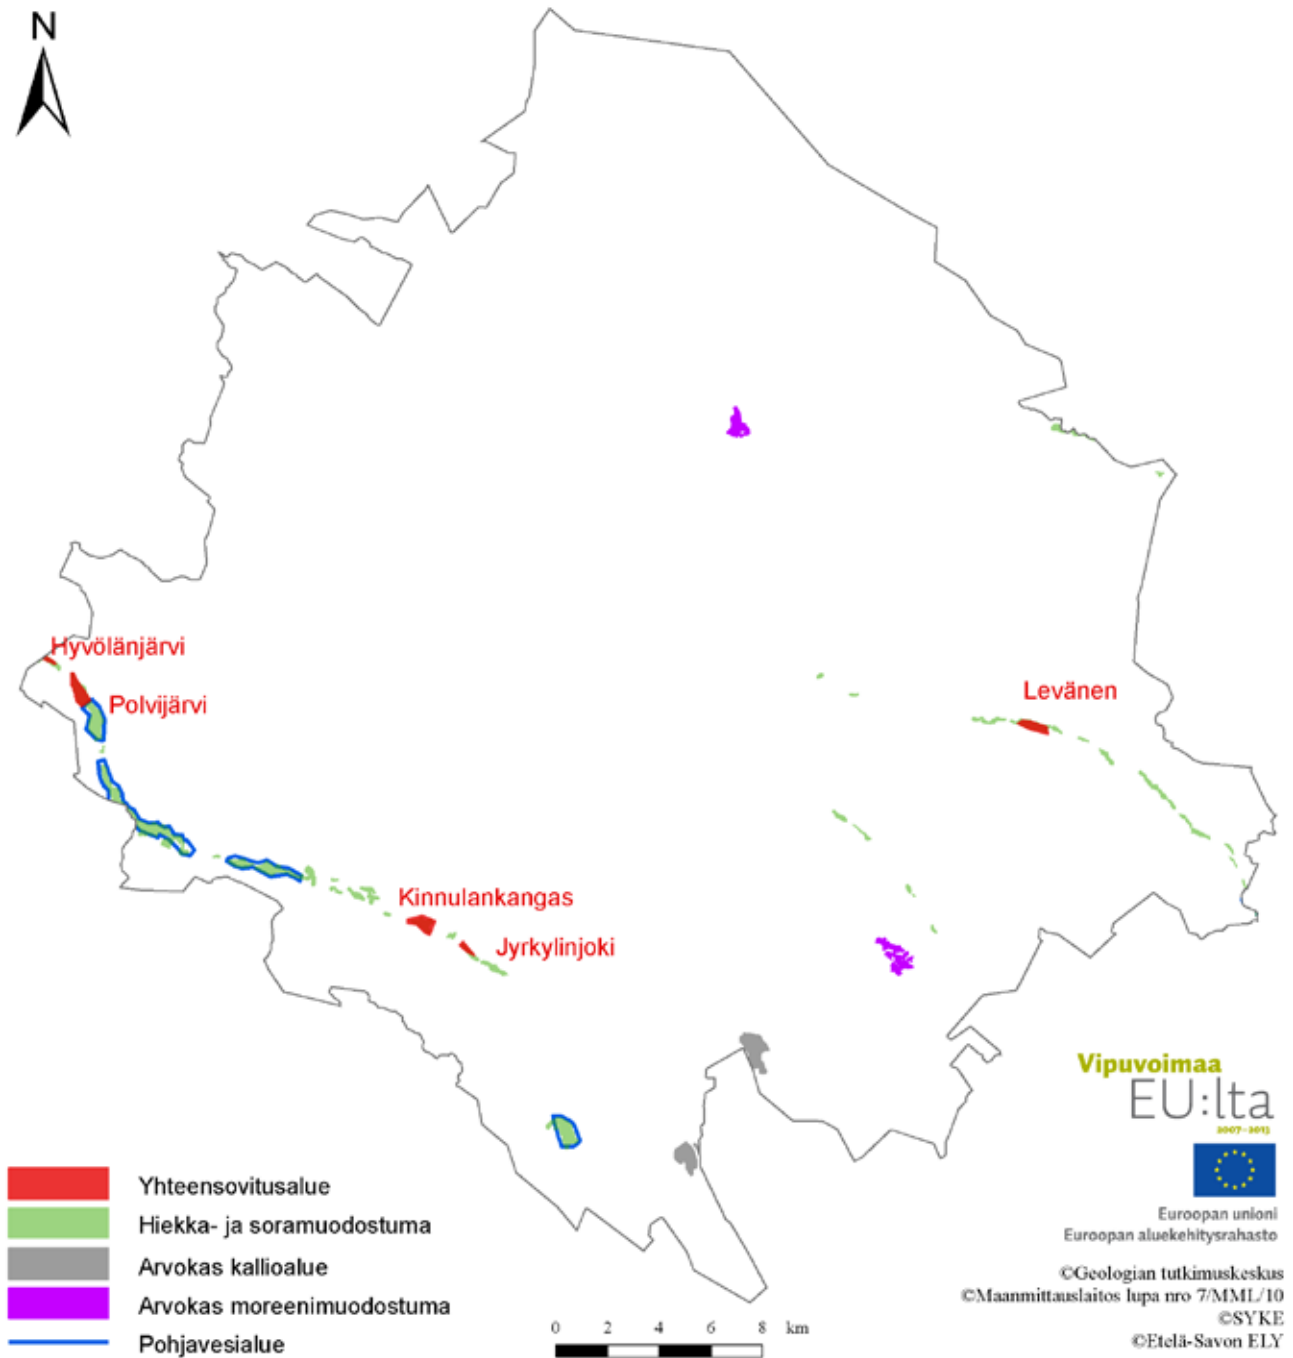 N
Hyvölänjärvi
Polvijärvi
Levänen
Kinnulankangas
Jyrkylinjoki
Vipuvoimaa
EU:lta
2007–2013
Euroopan unioni
Euroopan aluekehitysrahasto
Yhteensovitusalue
Hiekka- ja soramuodostuma
Arvokas kallioalue
Arvokas moreenimuodostuma
Pohjavesialue
0 2 4 6 8 km
©Geologian tutkimuskeskus
©Maanmittauslaitos lupa nro 7/MML/10
©SYKE
©Etelä-Savon ELY